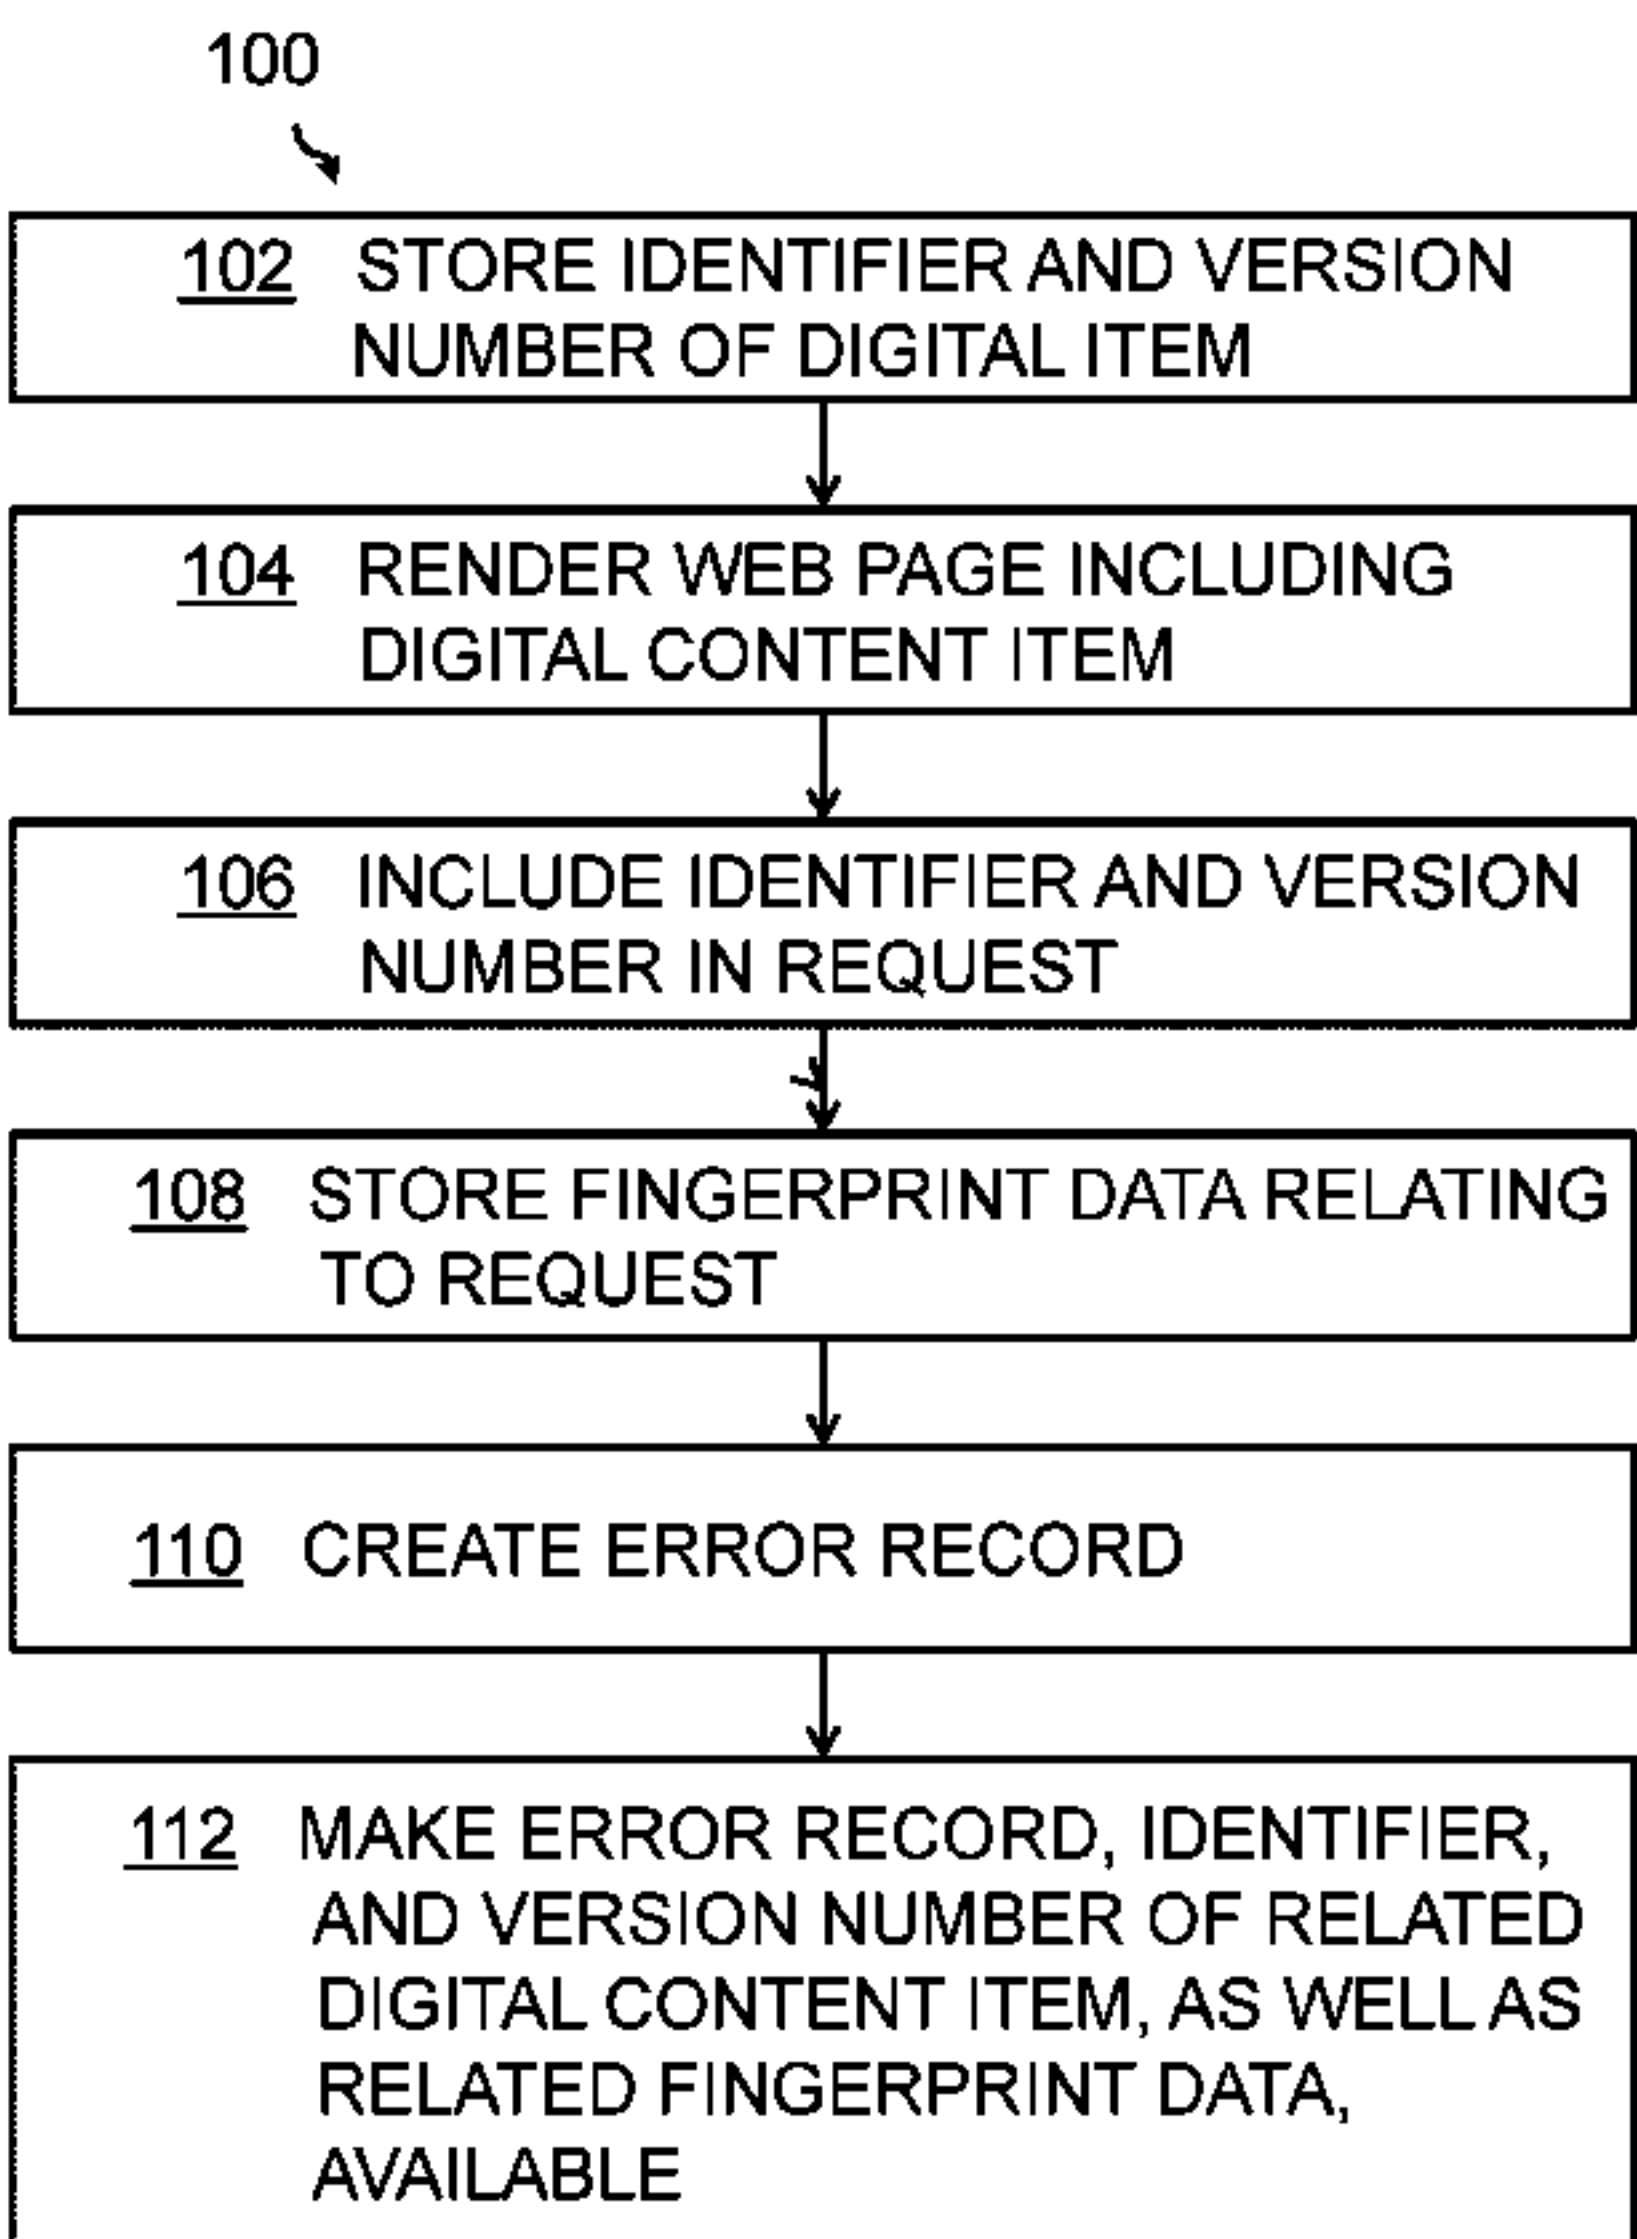 100
102 STORE IDENTIFIER AND VERSION
NUMBER OF DIGITAL ITEM
104 RENDER WEB PAGE INCLUDING
DIGITAL CONTENT ITEM
106 INCLUDE IDENTIFIER AND VERSION
NUMBER IN REQUEST
108 STORE FINGERPRINT DATA RELATING
TO REQUEST
110 CREATE ERROR RECORD
112 MAKE ERROR RECORD, IDENTIFIER,
AND VERSION NUMBER OF RELATED
DIGITAL CONTENT ITEM, AS WELL AS
RELATED FINGERPRINT DATA,
AVAILABLE